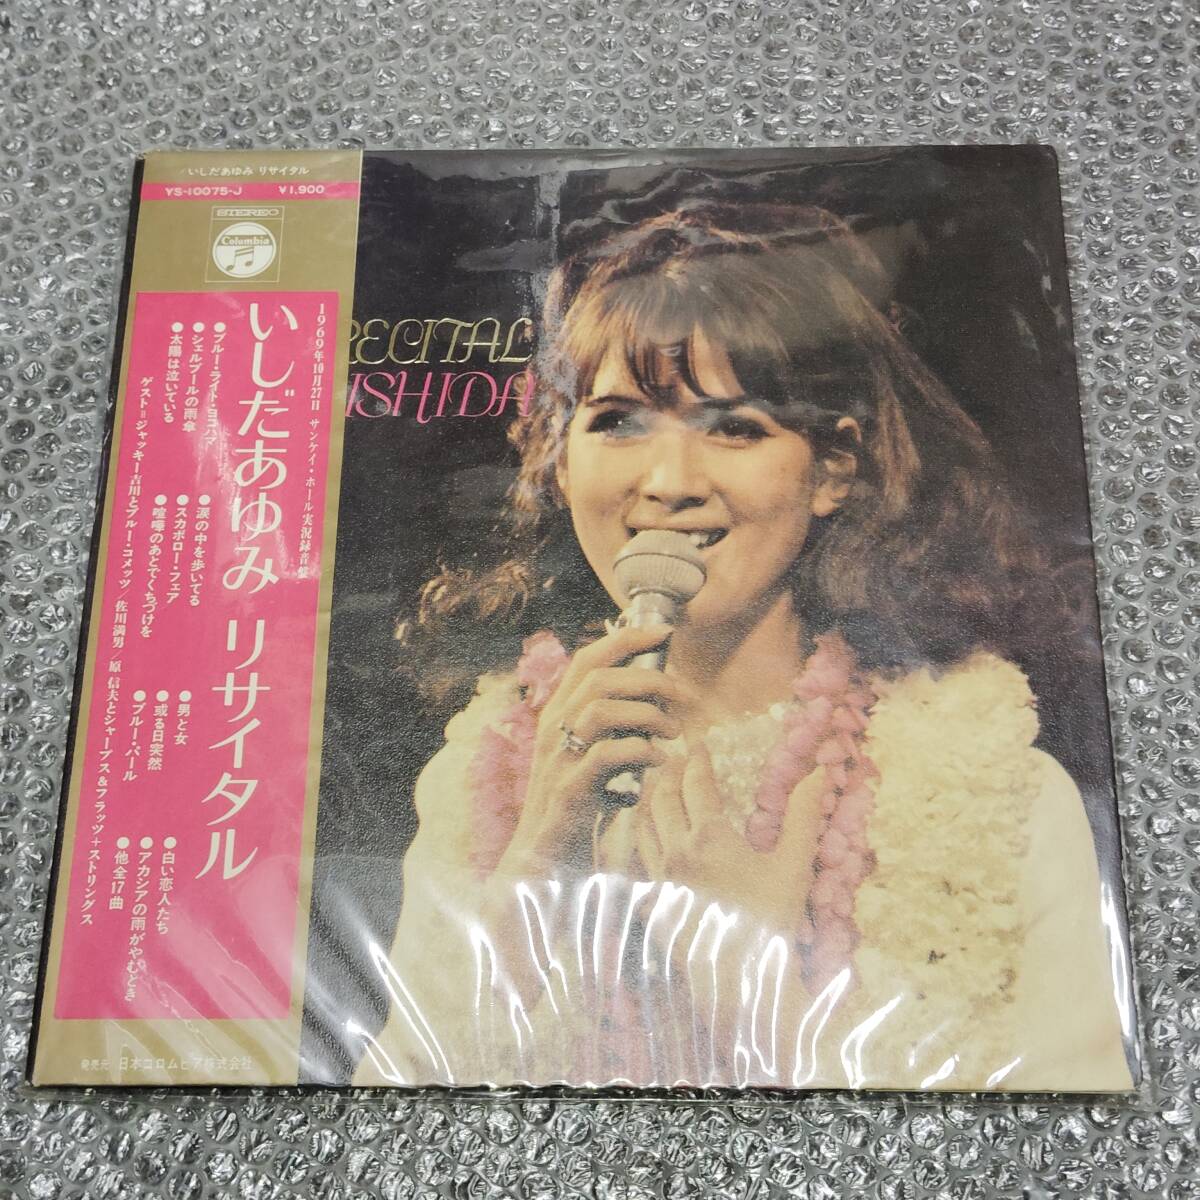 いしだあゆみ リサイタル
YS-10075-J ¥1,900
STEREO
Columbia
1969年10月27日 サンケイ・ホール実況録音盤
いしだあゆみ リサイタル
●ブルー・ライト・ヨコハマ
●シェルブールの雨傘
●太陽は泣いている
●涙の中を歩いてる
●スカボロー・フェア
●喧嘩のあとでくちづけを
●男と女
●或る日突然
●ブルー・パール
●白い恋人たち
●アカシアの雨がやむとき
●他全17曲
ゲスト=ジャッキー吉川とブルー・コメッツ/佐川満男/原 信夫とシャープス&フラッツ+ストリングス
発売元 日本コロムビア株式会社
RECITAL
ISHIDA